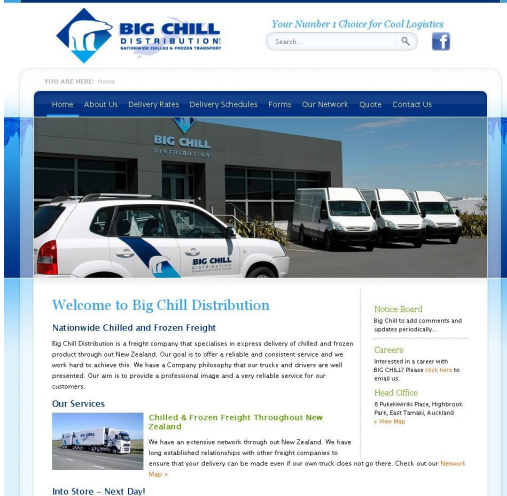 BIG CHILL
DISTRIBUTION
NATIONWIDE CHILLED & FROZEN TRANSPORT
Your Number 1 Choice for Cool Logistics
Search...
YOU ARE HERE: Home
Home About Us Delivery Rates Delivery Schedules Forms Our Network Quote Contact Us
BIG CHILL
DISTRIBUTION
BIG CHILL
DISTRIBUTION
Welcome to Big Chill Distribution
Nationwide Chilled and Frozen Freight
Big Chill Distribution is a freight company that specialises in express delivery of chilled and frozen
product through out New Zealand. Our goal is to offer a reliable and consistent service and we
work hard to achieve this. We have a Company philosophy that our trucks and drivers are well
presented. Our aim is to provide a professional image and a very reliable service for our
customers.
Our Services
BIG CHILL
Chilled & Frozen Freight Throughout New
Zealand
We have an extensive network through out New Zealand. We have
long established relationships with other freight companies to
ensure that your delivery can be made even if our own truck does not go there. Check out our Network
Map >
Into Store – Next Day!
Notice Board
Big Chill to add comments and
updates periodically...
Careers
Interested in a career with
BIG CHILL? Please click here to
email us.
Head Office
8 Pukekiwiriki Place, Highbrook
Park, East Tamaki, Auckland
> View Map